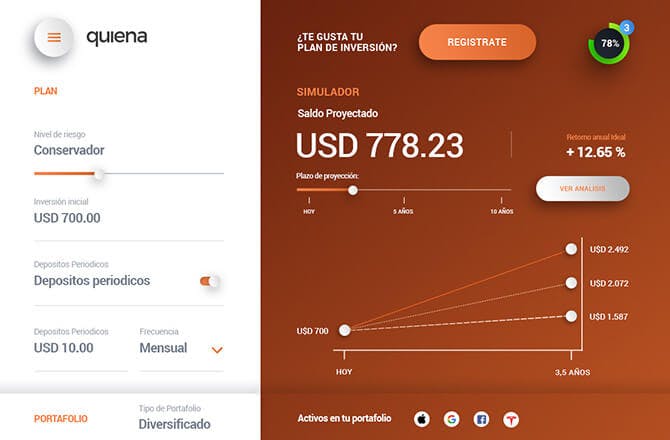 quiena
PLAN
Nivel de riesgo
Conservador
Inversión inicial
USD 700.00
Depositos Periodicos
Depósitos periodicos
Depositos Periodicos
USD 10.00
Frecuencia
Mensual
PORTAFOLIO
Tipo de Portafolio
Diversificado
¿TE GUSTA TU
PLAN DE INVERSIÓN?
REGISTRATE
78%
3
SIMULADOR
Saldo Proyectado
USD 778.23
Retorno anual Ideal
+ 12.65 %
Plazo de proyección:
HOY
5 AÑOS
10 AÑOS
VER ANALISIS
USD 2.492
USD 2.072
USD 1.587
USD 700
HOY
3,5 AÑOS
Activos en tu portafolio